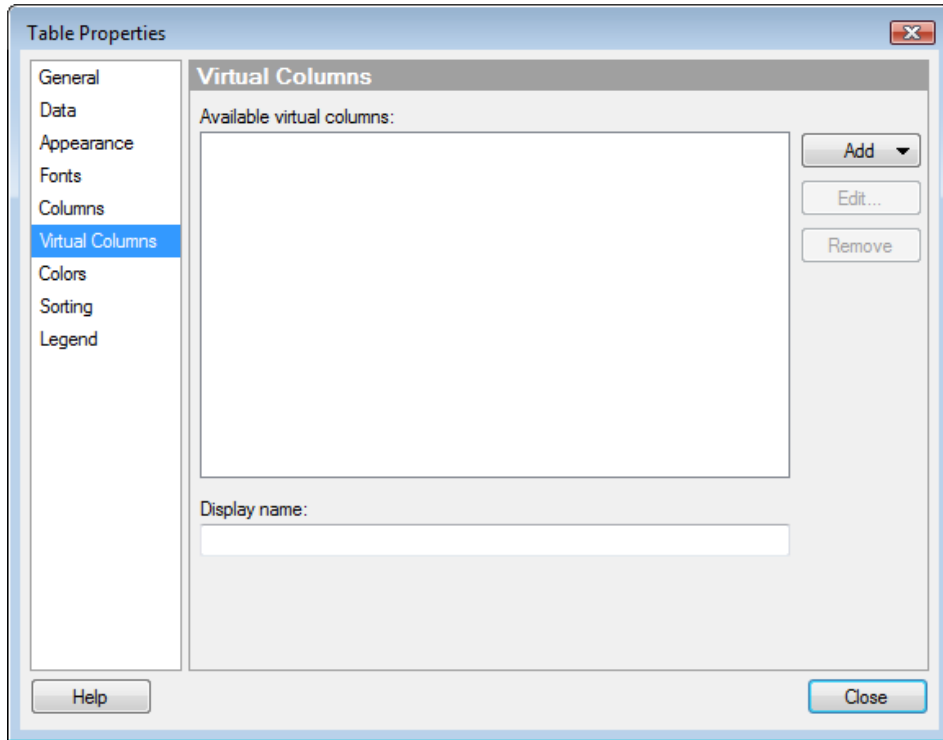 Table Properties
General
Data
Appearance
Fonts
Columns
Virtual Columns
Colors
Sorting
Legend
Virtual Columns
Available virtual columns:
Add
Edit...
Remove
Display name:
Help
Close